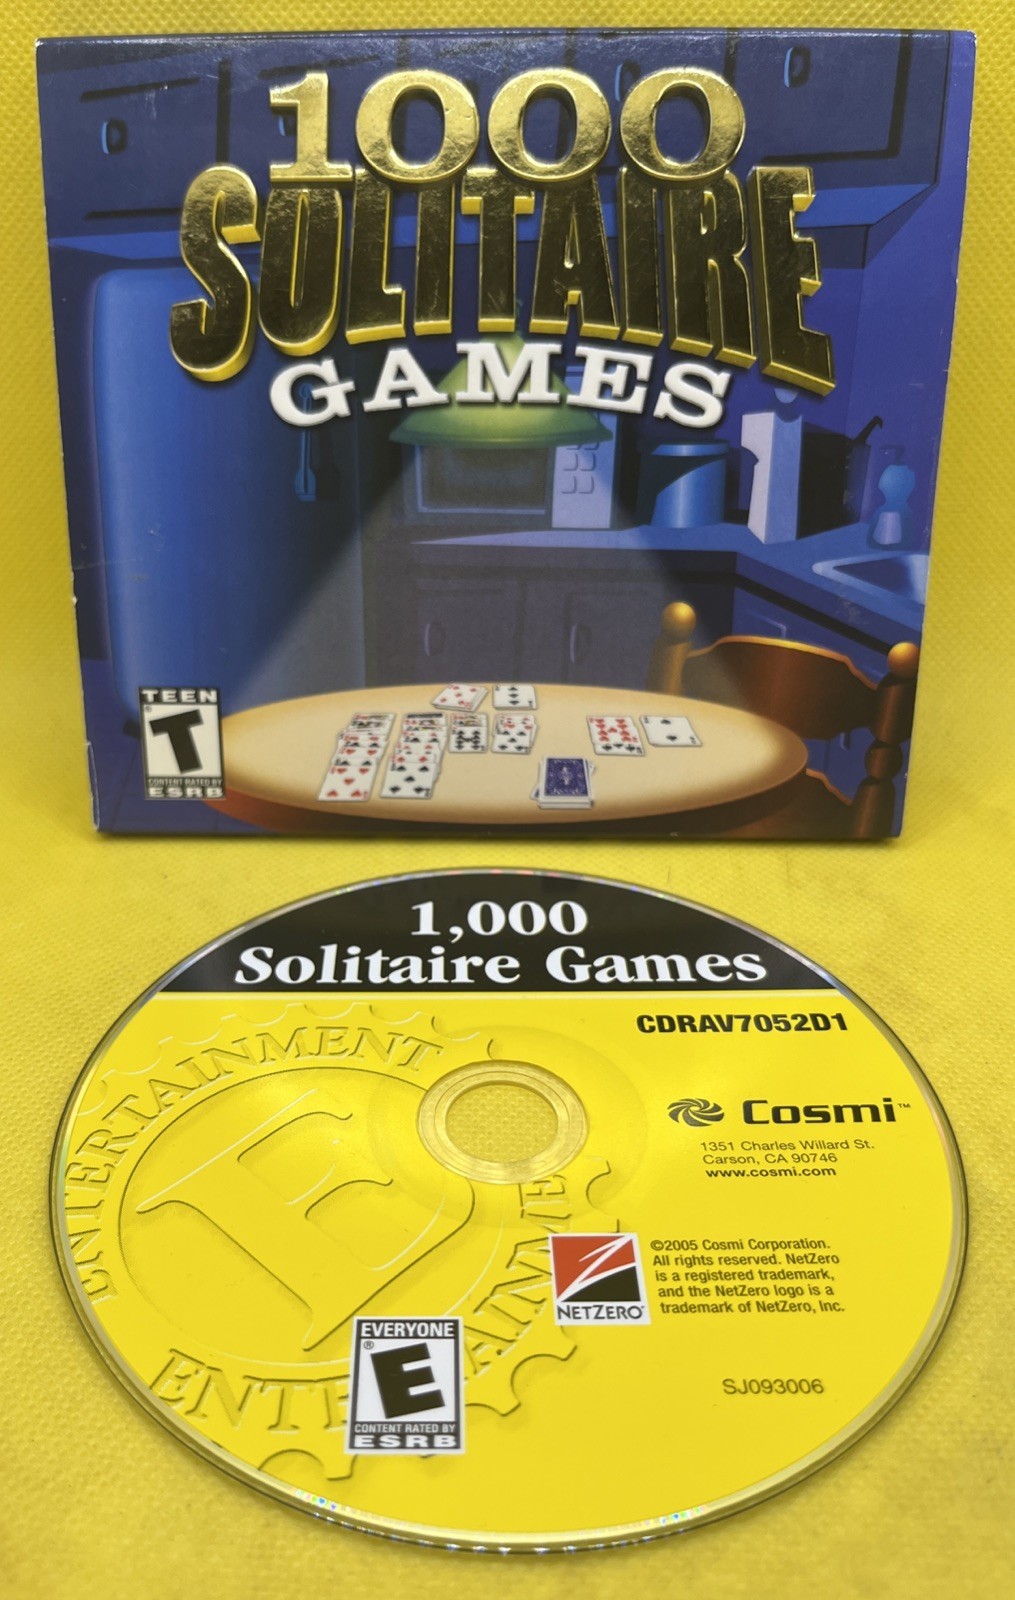 1000
SOLITAIRE
GAMES
TEEN
T
CONTENT RATED BY
ESRB
1,000
Solitaire Games
CDRAV7052D1
Cosmi™
1351 Charles Willard St.
Carson, CA 90746
www.cosmi.com
ENTERTAINMENT
E
ENTERTAINMENT
NETZERO®
©2005 Cosmi Corporation.
All rights reserved. NetZero
is a registered trademark,
and the NetZero logo is a
trademark of NetZero, Inc.
EVERYONE
E
®
CONTENT RATED BY
ESRB
SJ093006